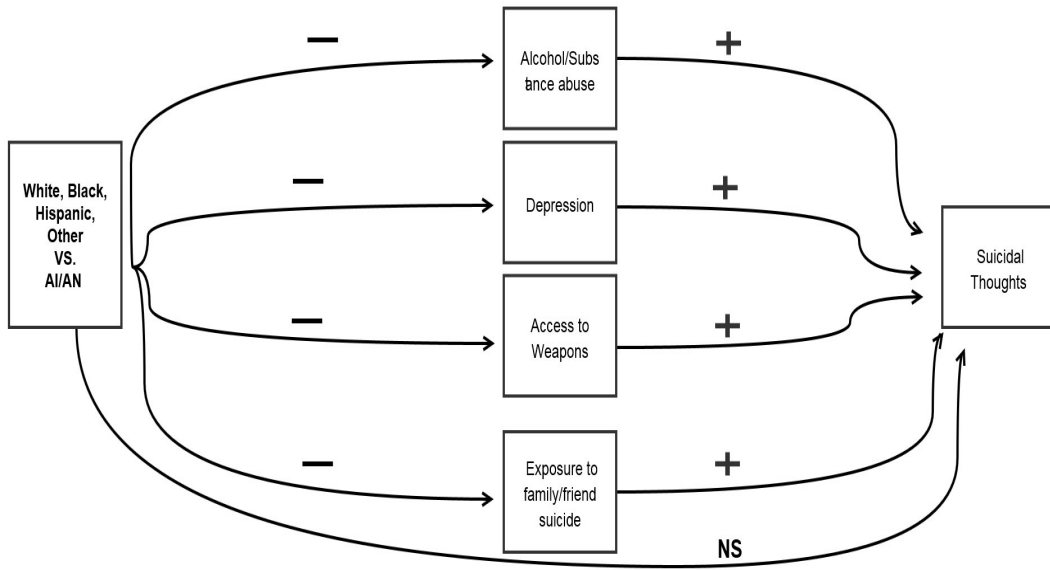 −
+
Alcohol/Subs
tance abuse
White, Black,
Hispanic,
Other
VS.
AI/AN
−
+
Depression
Suicidal
Thoughts
−
+
Access to
Weapons
−
+
Exposure to
family/friend
suicide
NS